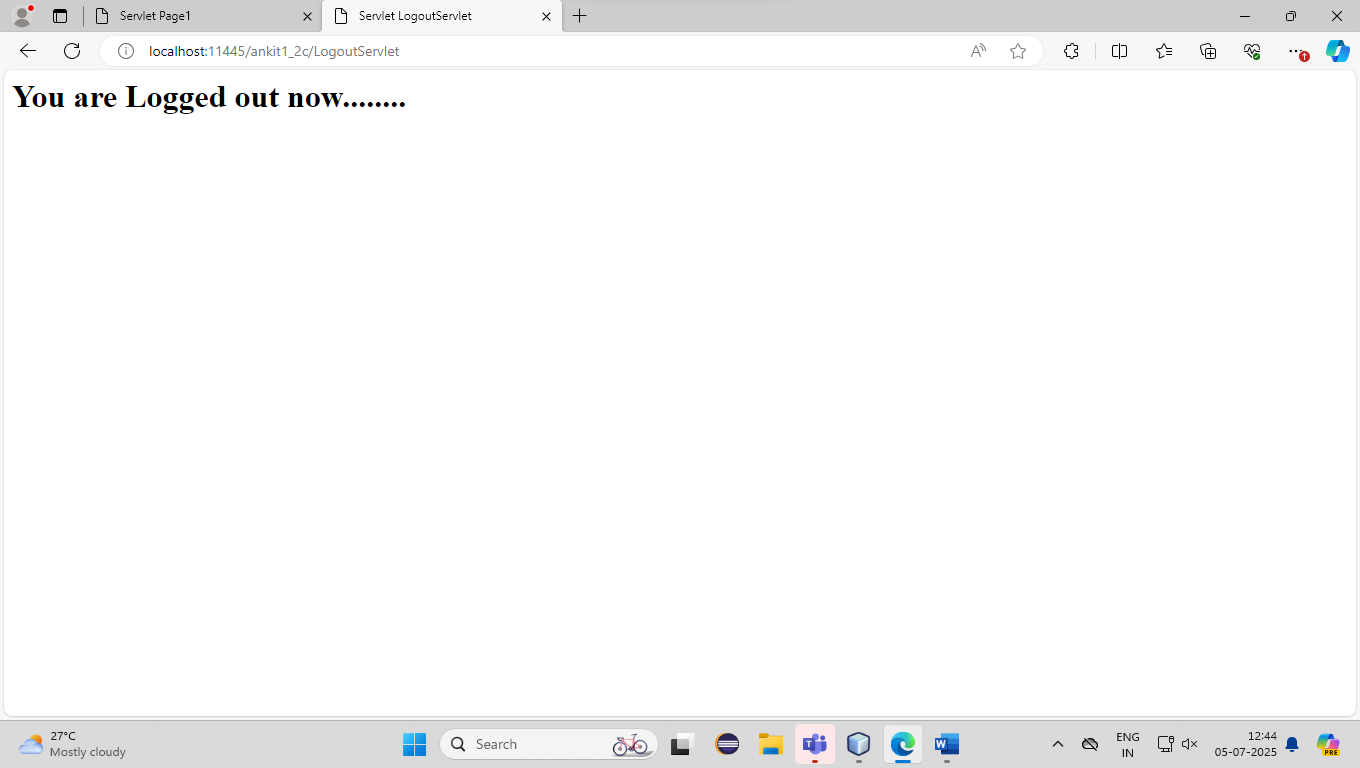 Servlet Page1
Servlet LogoutServlet
localhost:11445/ankit1_2c/LogoutServlet
You are Logged out now........
27°C
Mostly cloudy
Search
ENG
IN
12:44
05-07-2025
PRE